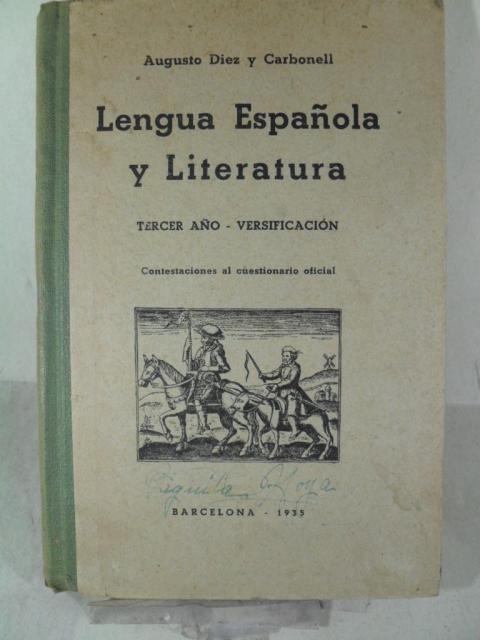 Augusto Diez y Carbonell
Lengua Española
y Literatura
TERCER AÑO - VERSIFICACIÓN
Contestaciones al cuestionario oficial
BARCELONA - 1935